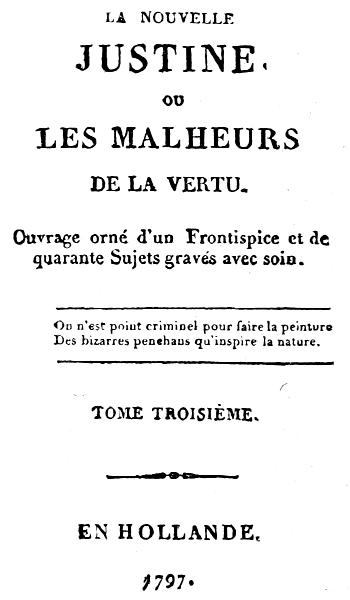 LA NOUVELLE
JUSTINE,
OU
LES MALHEURS
DE LA VERTU.
Ouvrage orné d'un Frontispice et de
quarante Sujets gravés avec soin.
On n'est point criminel pour faire la peinture
Des bizarres penchans qu'inspire la nature.
TOME TROISIÈME.
EN HOLLANDE,
1797.